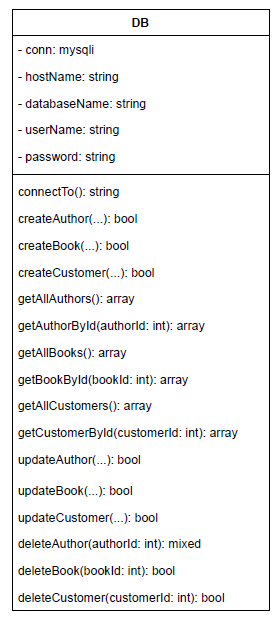 DB
- conn: mysqli
- hostName: string
- databaseName: string
- userName: string
- password: string
connectTo(): string
createAuthor(...): bool
createBook(...): bool
createCustomer(...): bool
getAllAuthors(): array
getAuthorById(authorId: int): array
getAllBooks(): array
getBookById(bookId: int): array
getAllCustomers(): array
getCustomerById(customerId: int): array
updateAuthor(...): bool
updateBook(...): bool
updateCustomer(...): bool
deleteAuthor(authorId: int): mixed
deleteBook(bookId: int): bool
deleteCustomer(customerId: int): bool